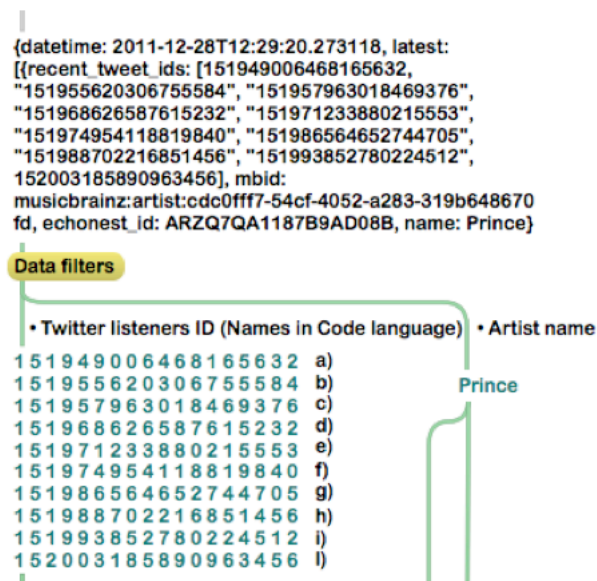 {datetime: 2011-12-28T12:29:20.273118, latest:
[{recent_tweet_ids: [151949006468165632,
"151955620306755584", "151957963018469376",
"151968626587615232", "151971233880215553",
"151974954118819840", "151986564652744705",
"151988702216851456", "151993852780224512",
152003185890963456], mbid:
musicbrainz:artist:cdc0fff7-54cf-4052-a283-319b648670
fd, echonest_id: ARZQ7QA1187B9AD08B, name: Prince}
Data filters
• Twitter listeners ID (Names in Code language) • Artist name
151949006468165632 a)
151955620306755584 b)
Prince
151957963018469376 c)
151968626587615232 d)
151971233880215553 e)
151974954118819840 f)
151986564652744705 g)
151988702216851456 h)
151993852780224512 i)
152003185890963456 l)